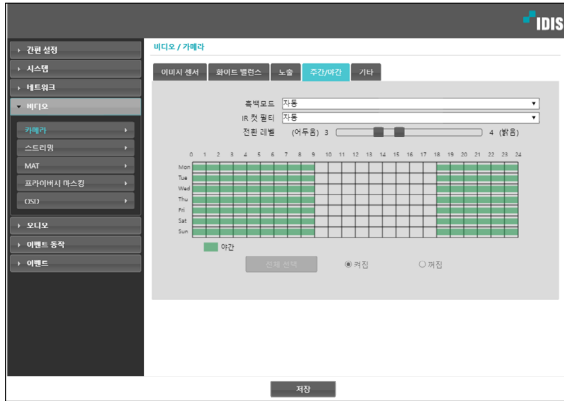 IDIS
간편 설정
시스템
네트워크
비디오
카메라
스트리밍
MAT
프라이버시 마스킹
OSD
오디오
이벤트 동작
이벤트
비디오 / 카메라
이미지 센서 화이트 밸런스 노출 주간/야간 기타
흑백모드 자동
IR 컷 필터 자동
전환 레벨 (어두움) 3 4 (밝음)
0 1 2 3 4 5 6 7 8 9 10 11 12 13 14 15 16 17 18 19 20 21 22 23 24
Mon
Tue
Wed
Thu
Fri
Sat
Sun
야간
전체 선택 켜짐 꺼짐
저장